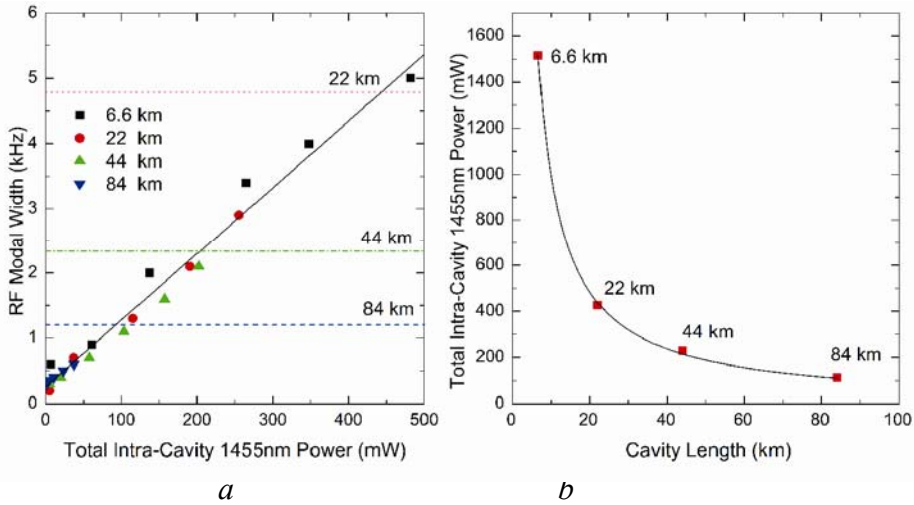 6
5
4
3
2
1
0
0
100
200
300
400
500
RF Modal Width (kHz)
Total Intra-Cavity 1455nm Power (mW)
22 km
6.6 km
22 km
44 km
84 km
44 km
84 km
a
1600
1400
1200
1000
800
600
400
200
0
0
20
40
60
80
100
Total Intra-Cavity 1455nm Power (mW)
Cavity Length (km)
6.6 km
22 km
44 km
84 km
b